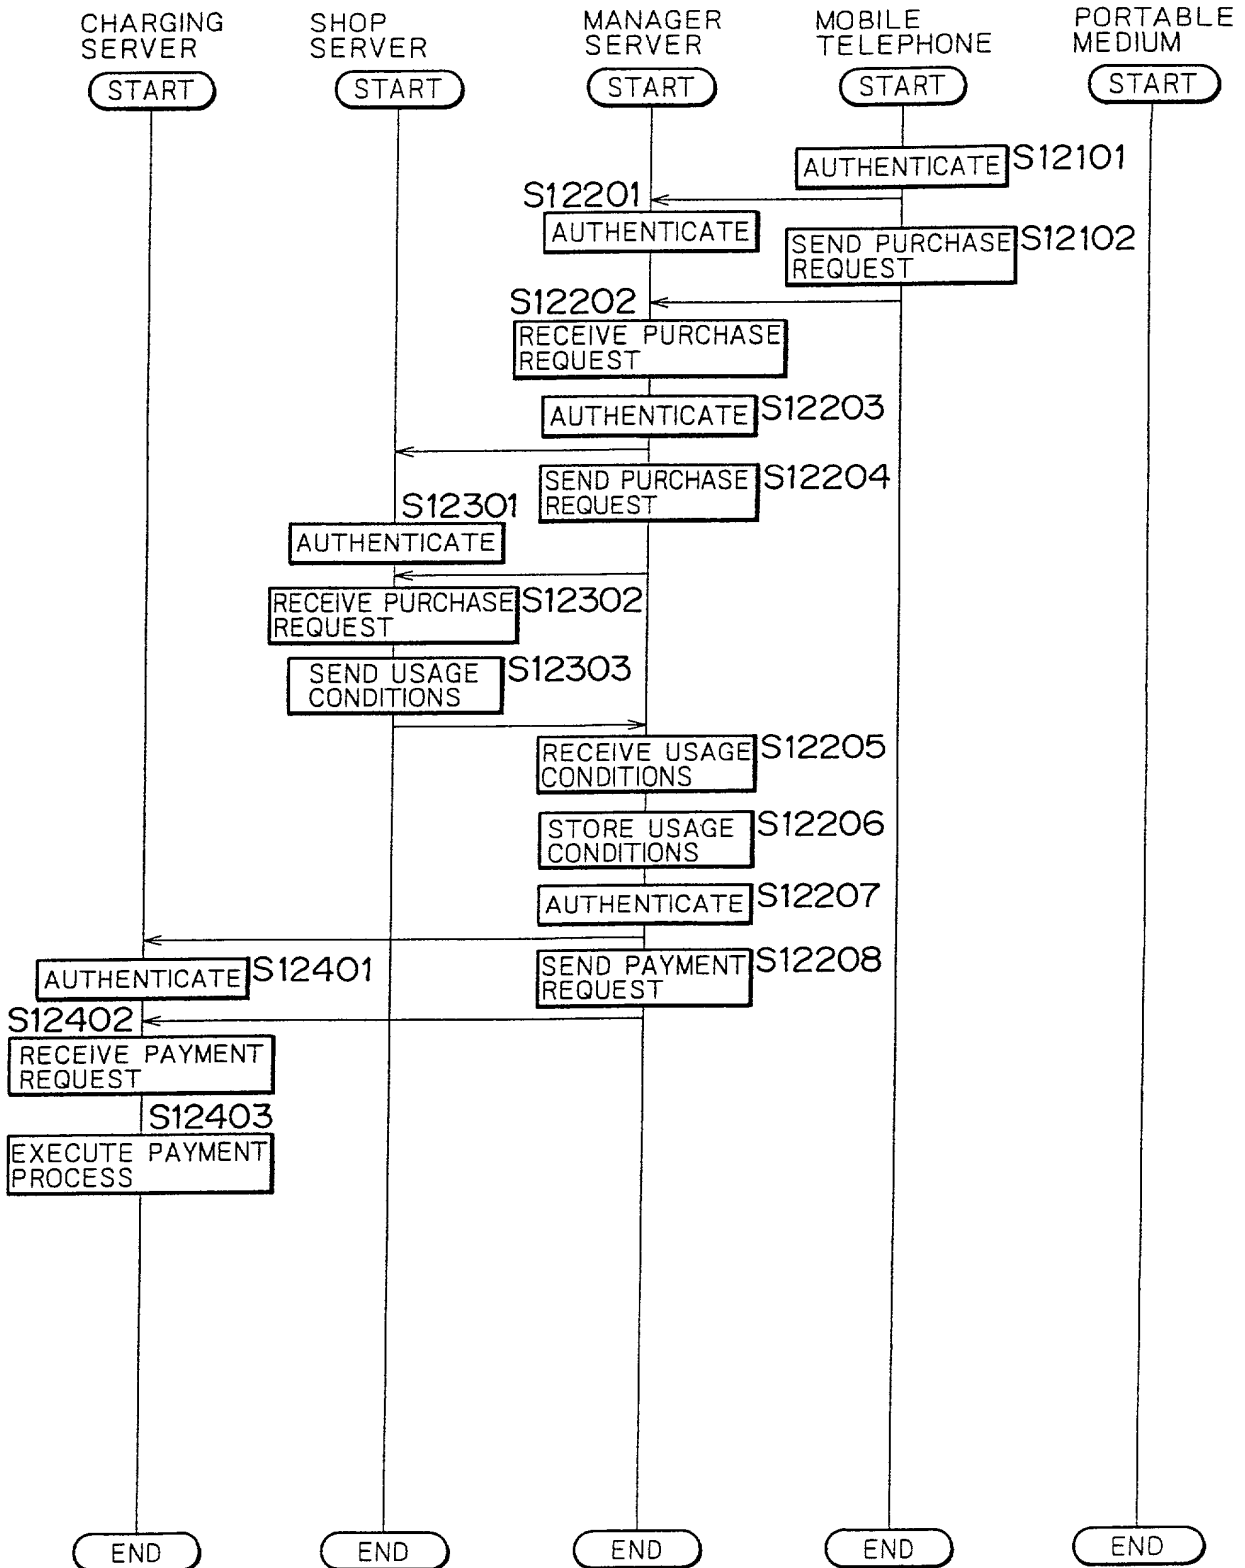 CHARGING
SERVER
SHOP
SERVER
MANAGER
SERVER
MOBILE
TELEPHONE
PORTABLE
MEDIUM
START
START
START
START
START
AUTHENTICATE
S12101
S12201
AUTHENTICATE
SEND PURCHASE
REQUEST
S12102
S12202
RECEIVE PURCHASE
REQUEST
AUTHENTICATE
S12203
SEND PURCHASE
REQUEST
S12204
S12301
AUTHENTICATE
RECEIVE PURCHASE
REQUEST
S12302
SEND USAGE
CONDITIONS
S12303
RECEIVE USAGE
CONDITIONS
S12205
STORE USAGE
CONDITIONS
S12206
AUTHENTICATE
S12207
AUTHENTICATE
S12401
SEND PAYMENT
REQUEST
S12208
S12402
RECEIVE PAYMENT
REQUEST
S12403
EXECUTE PAYMENT
PROCESS
END
END
END
END
END